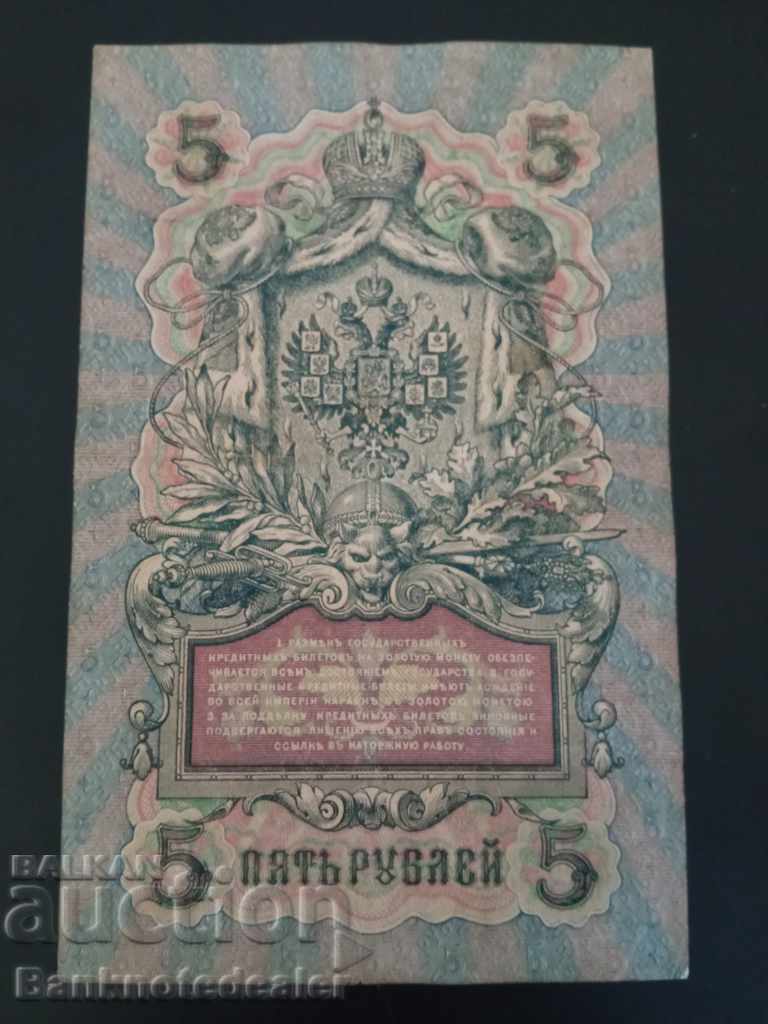 5 5
1. РАЗМѢНЪ ГОСУДАРСТВЕННЫХЪ
КРЕДИТНЫХЪ БИЛЕТОВЪ НА ЗОЛОТУЮ МОНЕТУ ОБЕЗПЕ-
ЧИВАЕТСЯ ВСѢМЪ ДОСТОЯНІЕМЪ ГОСУДАРСТВА. 2. ГОСУ-
ДАРСТВЕННЫЕ КРЕДИТНЫЕ БИЛЕТЫ ИМѢЮТЪ ХОЖДЕНІЕ
ВО ВСЕЙ ИМПЕРІИ НАРАВНѢ СЪ ЗОЛОТОЮ МОНЕТОЮ
3. ЗА ПОДДѢЛКУ КРЕДИТНЫХЪ БИЛЕТОВЪ ВИНОВНЫЕ
ПОДВЕРГАЮТСЯ ЛИШЕНІЮ ВСѢХЪ ПРАВЪ СОСТОЯНІЯ И
ССЫЛКѢ ВЪ КАТОРЖНУЮ РАБОТУ.
5 ПЯТЬ РУБЛЕЙ 5
BALKAN
auction
Banknotedealer